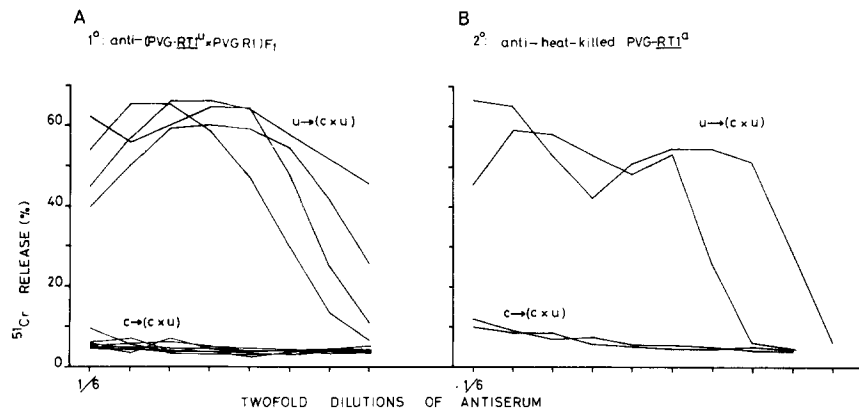 A
1°: anti-(PVG-RT1ᵘ×PVG R1)F₁
B
2°: anti-heat-killed PVG-RT1ᵃ
⁵¹Cr RELEASE (%)
60
40
20
0
u→(c×u)
c→(c×u)
1/6
u→(c×u)
c→(c×u)
1/6
TWOFOLD DILUTIONS OF ANTISERUM